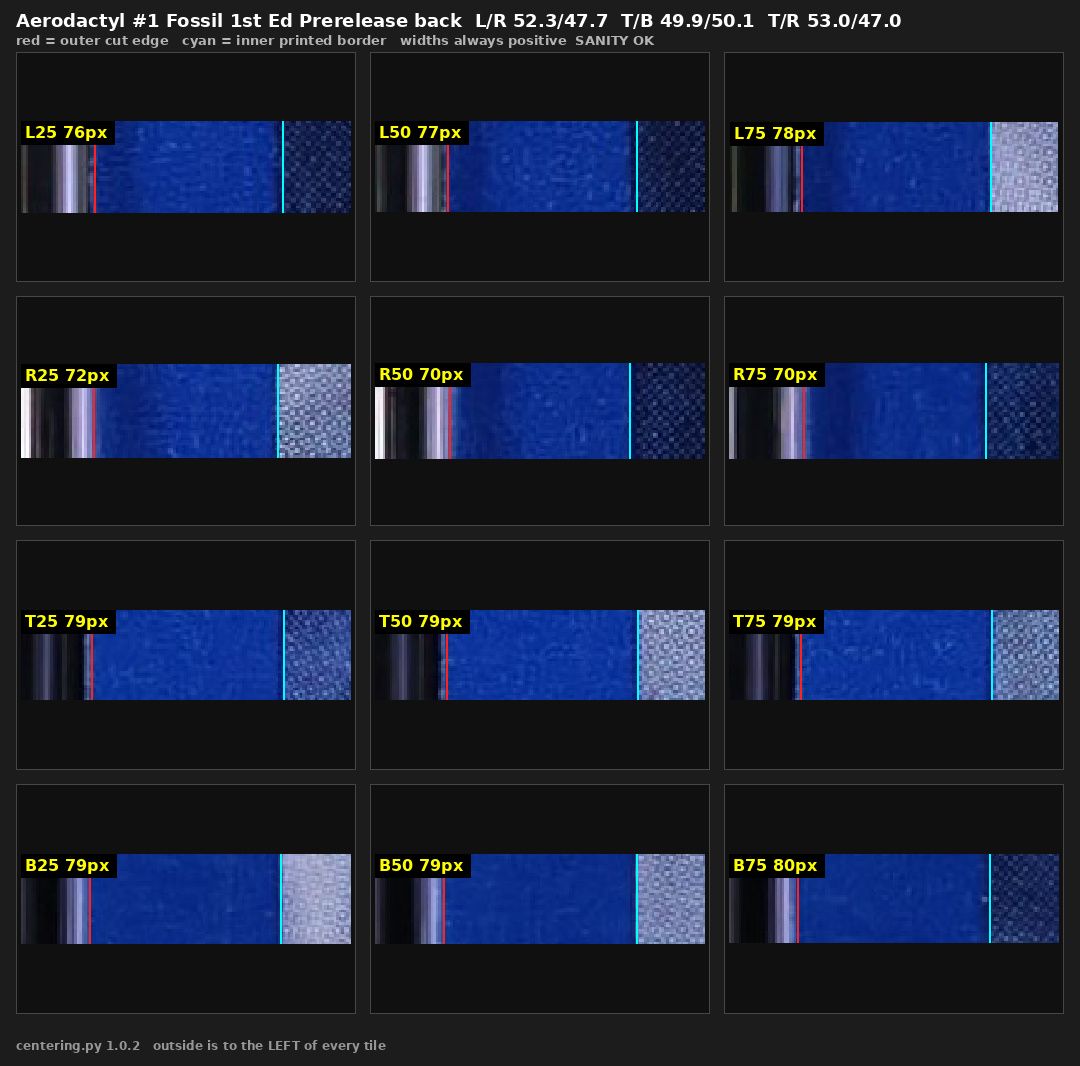 Aerodactyl #1 Fossil 1st Ed Prerelease back  L/R 52.3/47.7  T/B 49.9/50.1  T/R 53.0/47.0
red = outer cut edge   cyan = inner printed border   widths always positive  SANITY OK
L25 76px
L50 77px
L75 78px
R25 72px
R50 70px
R75 70px
T25 79px
T50 79px
T75 79px
B25 79px
B50 79px
B75 80px
centering.py 1.0.2   outside is to the LEFT of every tile